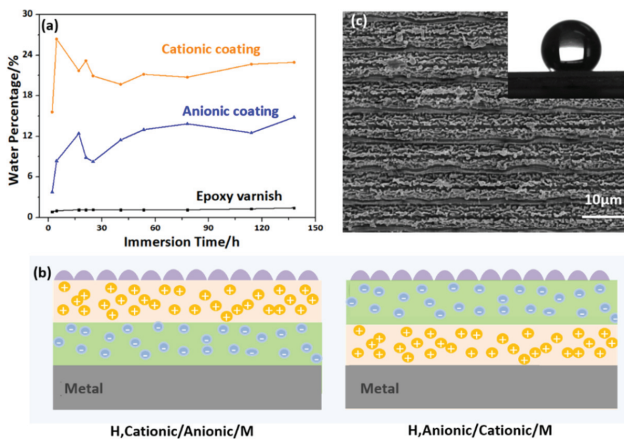 (a)
Cationic coating
Anionic coating
Epoxy varnish
Water Percentage/%
30
24
18
12
6
0
0 30 60 90 120 150
Immersion Time/h
(c)
10μm
(b)
Metal
Metal
H,Cationic/Anionic/M
H,Anionic/Cationic/M